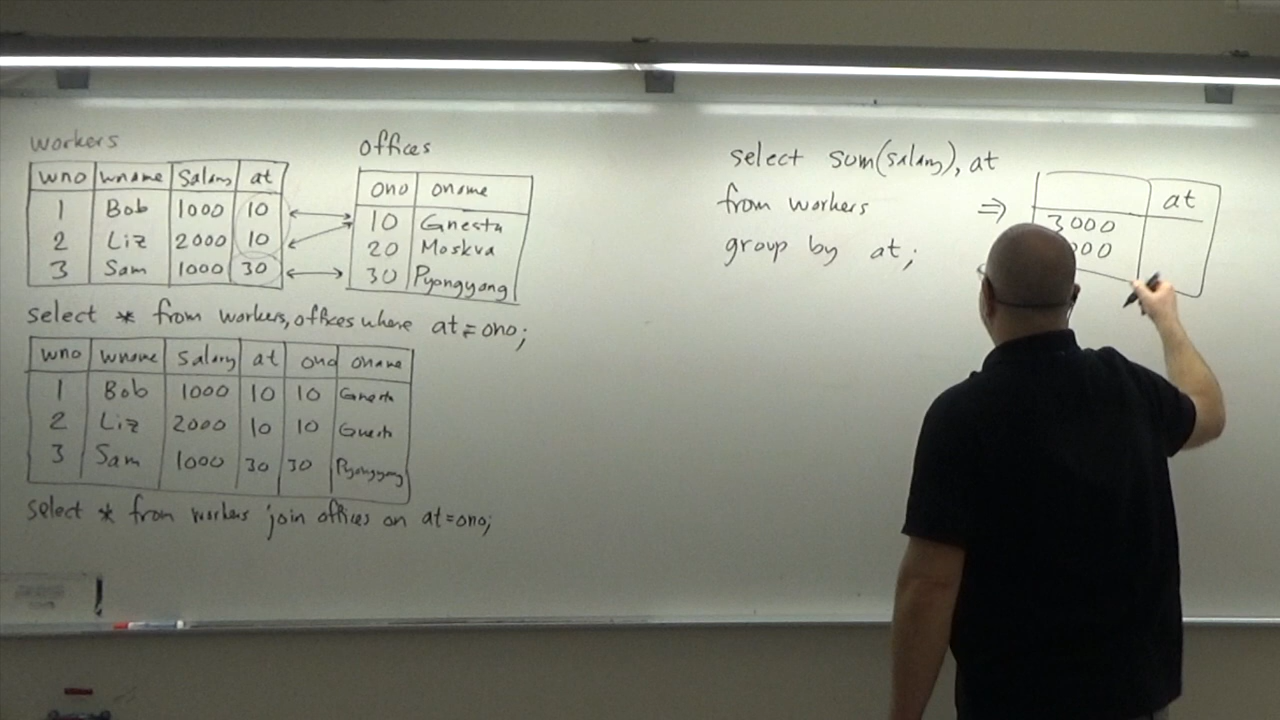 workers
wno wname Salary at
1 Bob 1000 10
2 Liz 2000 10
3 Sam 1000 30
offices
ono oname
10 Gnesta
20 Moskva
30 Pyongyang
select * from workers, offices where at=ono;
wno wname Salary at ono oname
1 Bob 1000 10 10 Gnesta
2 Liz 2000 10 10 Gnesta
3 Sam 1000 30 30 Pyongyang
select * from workers join offices on at=ono;
select sum(salary), at
from workers
group by at;
⇒
at
3000
000